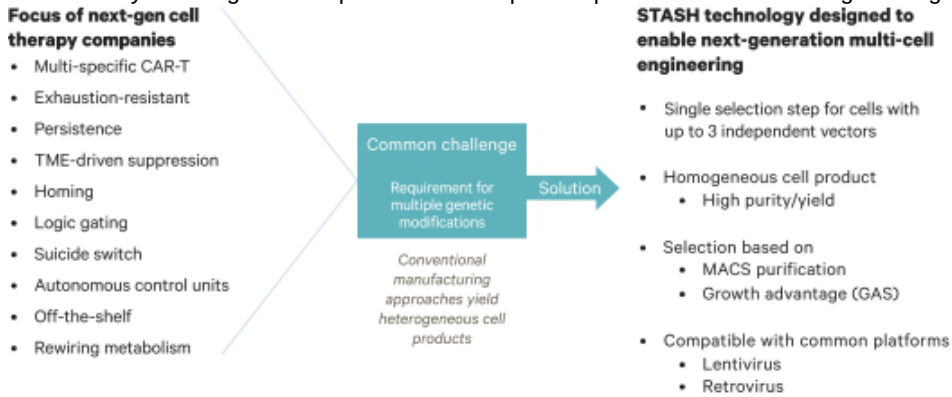 Focus of next-gen cell
therapy companies
• Multi-specific CAR-T
• Exhaustion-resistant
• Persistence
• TME-driven suppression
• Homing
• Logic gating
• Suicide switch
• Autonomous control units
• Off-the-shelf
• Rewiring metabolism
Common challenge
Requirement for
multiple genetic
modifications
Conventional
manufacturing
approaches yield
heterogeneous cell
products
Solution
STASH technology designed to
enable next-generation multi-cell
engineering
• Single selection step for cells with
up to 3 independent vectors
• Homogeneous cell product
• High purity/yield
• Selection based on
• MACS purification
• Growth advantage (GAS)
• Compatible with common platforms
• Lentivirus
• Retrovirus